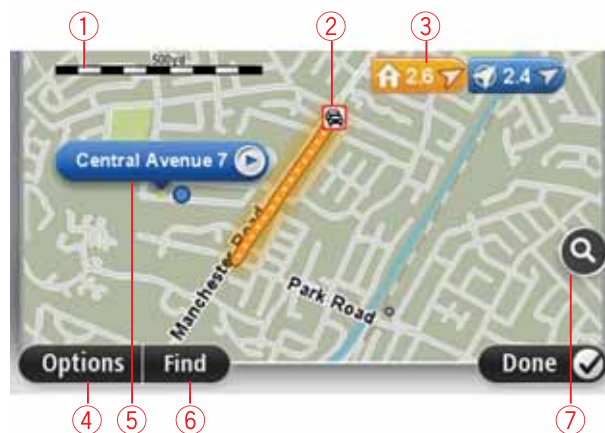 1 2 3
500yd
2.6 2.4
Central Avenue 7
Manchester Road
Park Road
Options Find Done
4 5 6 7